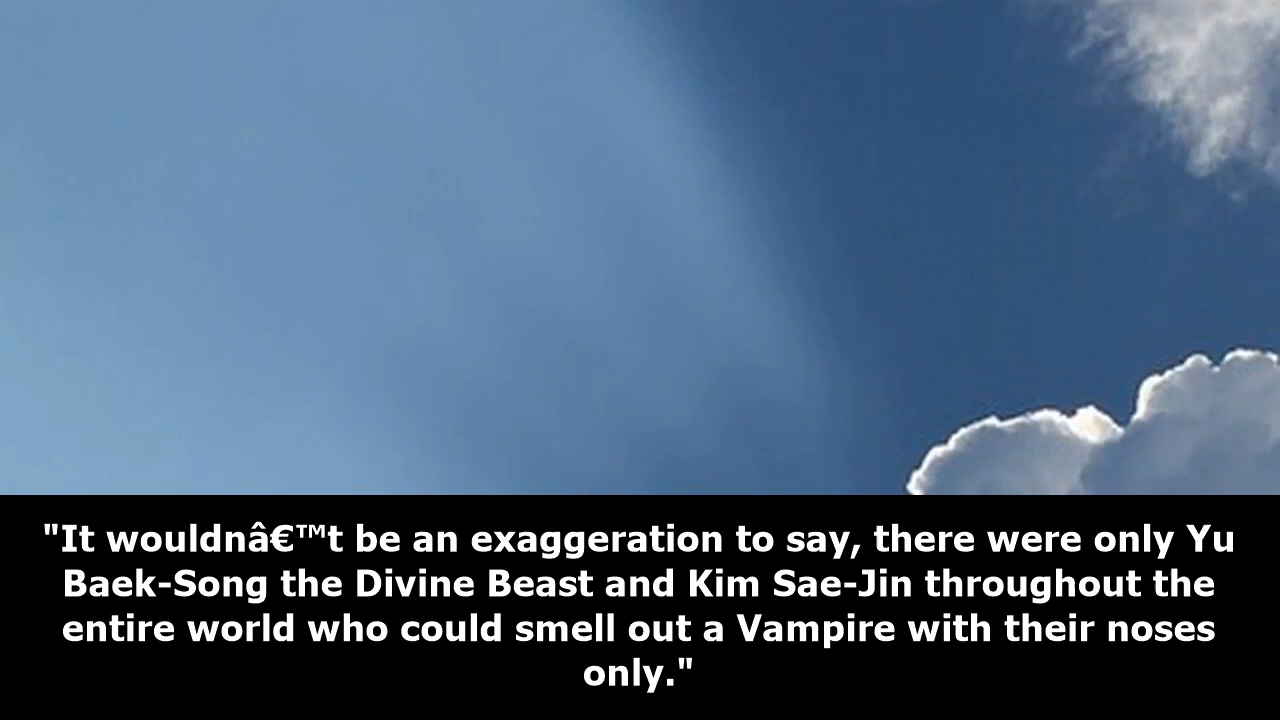 "It wouldnâ€™t be an exaggeration to say, there were only Yu
Baek-Song the Divine Beast and Kim Sae-Jin throughout the
entire world who could smell out a Vampire with their noses
only."